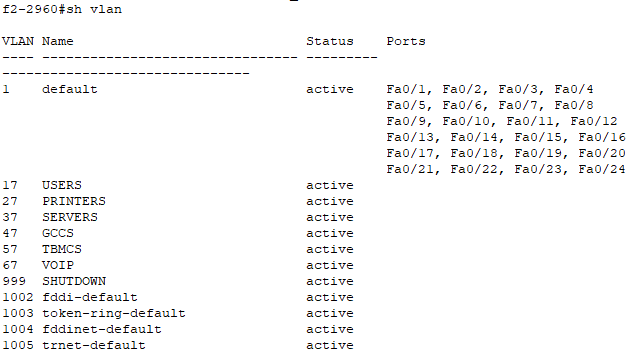 f2-2960#sh vlan
VLAN Name                             Status    Ports
---- -------------------------------- ---------
-------------------------------
1    default                          active    Fa0/1, Fa0/2, Fa0/3, Fa0/4
                                                Fa0/5, Fa0/6, Fa0/7, Fa0/8
                                                Fa0/9, Fa0/10, Fa0/11, Fa0/12
                                                Fa0/13, Fa0/14, Fa0/15, Fa0/16
                                                Fa0/17, Fa0/18, Fa0/19, Fa0/20
                                                Fa0/21, Fa0/22, Fa0/23, Fa0/24
17   USERS                            active
27   PRINTERS                         active
37   SERVERS                          active
47   GCCS                             active
57   TBMCS                            active
67   VOIP                             active
999  SHUTDOWN                         active
1002 fddi-default                     active
1003 token-ring-default               active
1004 fddinet-default                  active
1005 trnet-default                    active